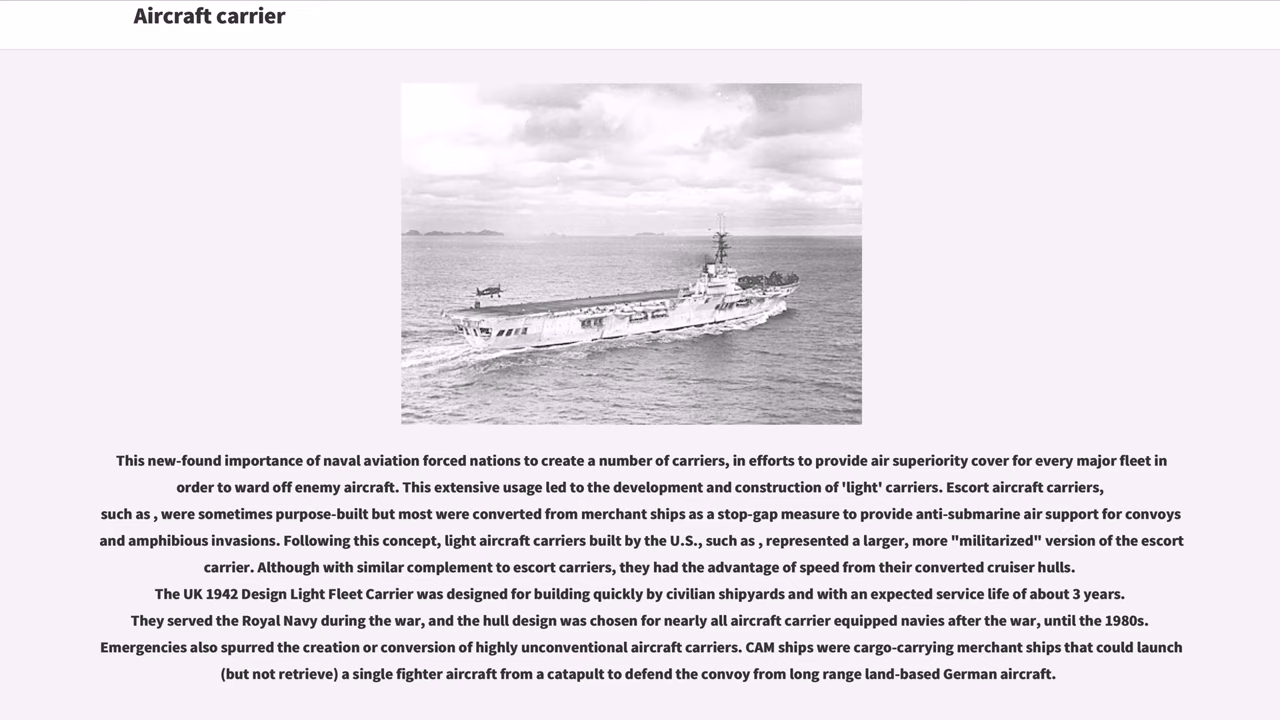 Aircraft carrier
This new-found importance of naval aviation forced nations to create a number of carriers, in efforts to provide air superiority cover for every major fleet in
order to ward off enemy aircraft. This extensive usage led to the development and construction of 'light' carriers. Escort aircraft carriers,
such as , were sometimes purpose-built but most were converted from merchant ships as a stop-gap measure to provide anti-submarine air support for convoys
and amphibious invasions. Following this concept, light aircraft carriers built by the U.S., such as , represented a larger, more "militarized" version of the escort
carrier. Although with similar complement to escort carriers, they had the advantage of speed from their converted cruiser hulls.
The UK 1942 Design Light Fleet Carrier was designed for building quickly by civilian shipyards and with an expected service life of about 3 years.
They served the Royal Navy during the war, and the hull design was chosen for nearly all aircraft carrier equipped navies after the war, until the 1980s.
Emergencies also spurred the creation or conversion of highly unconventional aircraft carriers. CAM ships were cargo-carrying merchant ships that could launch
(but not retrieve) a single fighter aircraft from a catapult to defend the convoy from long range land-based German aircraft.